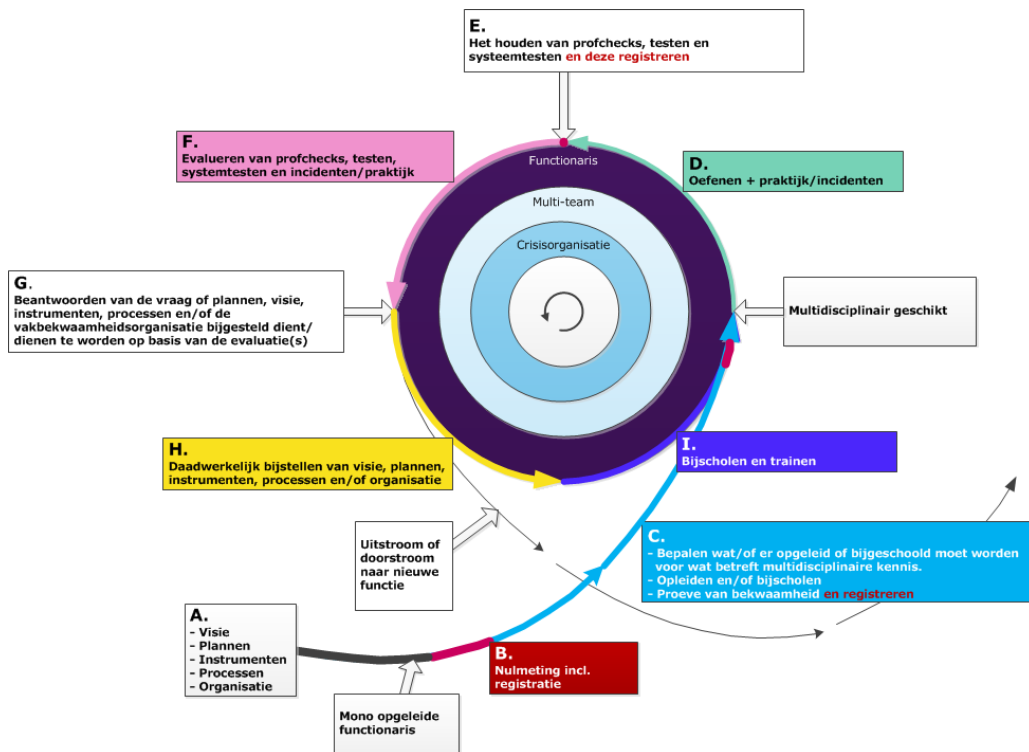 E.
Het houden van profchecks, testen en
systeemtesten en deze registreren
F.
Evalueren van profchecks, testen,
systemtesten en incidenten/praktijk
Functionaris
D.
Oefenen + praktijk/incidenten
Multi-team
Crisisorganisatie
G.
Beantwoorden van de vraag of plannen, visie,
instrumenten, processen en/of de
vakbekwaamheidsorganisatie bijgesteld dient/
dienen te worden op basis van de evaluatie(s)
Multidisciplinair geschikt
H.
Daadwerkelijk bijstellen van visie, plannen,
instrumenten, processen en/of organisatie
I.
Bijscholen en trainen
Uitstroom of
doorstroom
naar nieuwe
functie
C.
- Bepalen wat/of er opgeleid of bijgeschoold moet worden
voor wat betreft multidisciplinaire kennis.
- Opleiden en/of bijscholen
- Proeve van bekwaamheid en registreren
A.
- Visie
- Plannen
- Instrumenten
- Processen
- Organisatie
B.
Nulmeting incl.
registratie
Mono opgeleide
functionaris